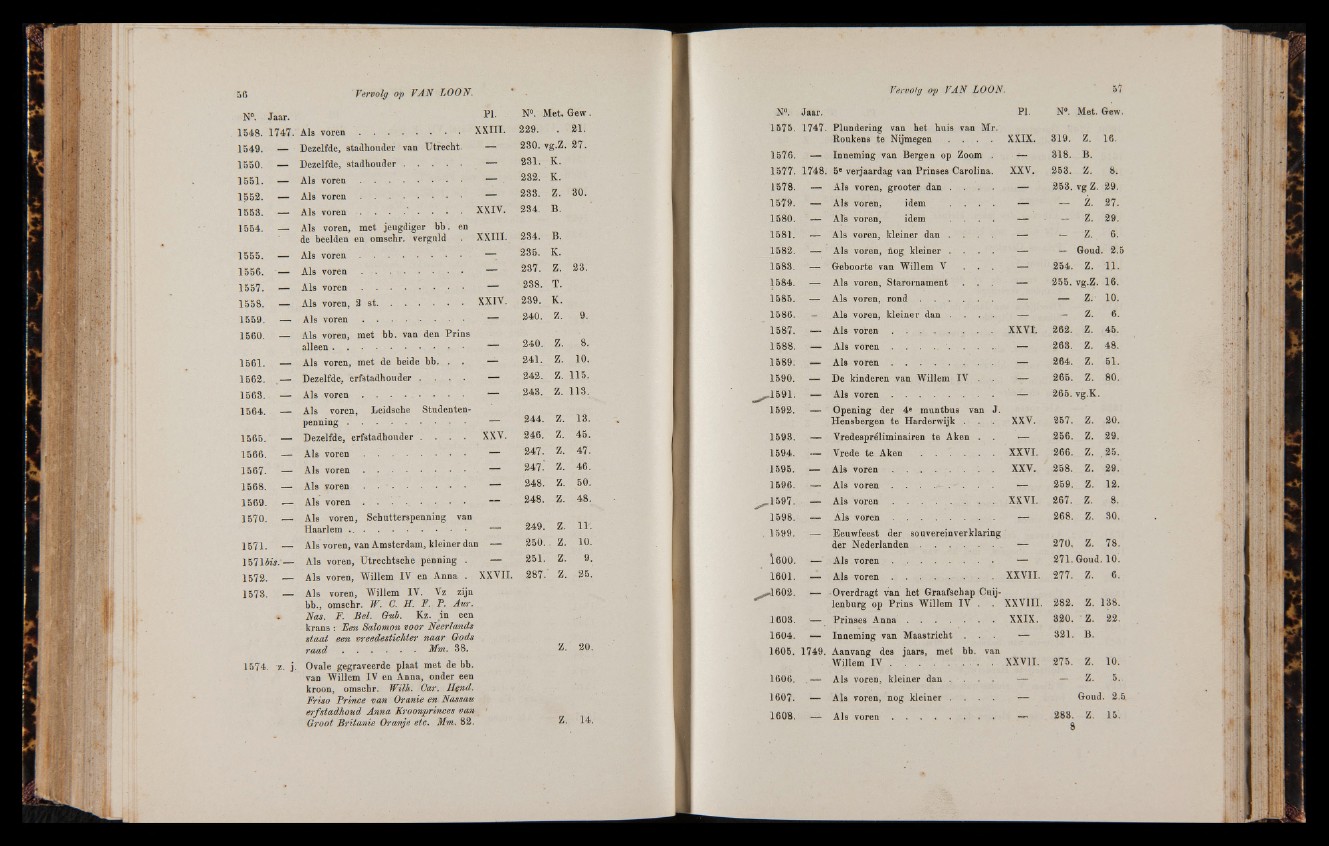 56 Vervolg op VAN LOON.
N°. Jaar. Pl. N°. Met. Gew.
1548. 1747. Als voren . . . . . . . . XXIII. 229. . 21.
1549. — Dezelfde, stadhouder van Utrecht. — 230. vg.Z. 27.
1550. — Dezelfde, stadhouder . . . . . — 231. K.
1551. — Als voren . . . . . . . . — 232. K.
1552. — Als voren . . . . . . . . — 233. Z. 30.
1553. — Als voren . . . . . . . . XXIV. 234. B.
1554. — Als voren, met jeugdiger bb. en
de beelden en omschr. verguld . XXIII. 234. B.
1555. — Als voren . . . . . . . . — 235. K.
1556. — Als voren . . . . . . . . — 237. Z. 23.
1557. — Als voren . . . . . . . . — 238. T.
1558. — Als voren, 2 st. . . . . . . XXIV. 239. K.
1559. — Als voren . . . . . . . . — 240. Z. 9.
1560. — Als voren, met bb. van den Prins
alleen . . . . . . . . . . — 240. Z. 8.
1561. — Als voren, met de beide bb. . . — 241. Z. 10.
1562. — Dezelfde, erfstadhouder . . . . — 242. Z. 115.
1563. — Als voren . . . . . . . . — 243. Z. 113.
1564. — Als voren, Leidsche Studenten-
penning . . . . . . . . . — 244. Z. 13.
1565. — Dezelfde, erfstadhouder . . . . XXV. 246. Z. 45.
1566. — Als voren . . . . . . . . — 247. Z. 47.
1567. — Als voren . . . . . . . . — 247. Z. 46.
1568. — Als voren . . . . . . . . — 248. Z. 50.
1569. — Als voren . . . . . . . . — 248. Z. 48.
1570. — Als voren, Schutterspenning van
Haarlem . . . . . . . . . — 249. Z. 11.
1571. — Als voren, van Amsterdam, kleiner dan — 250. Z. 10.
1571bis. — Als voren, Utrechtsche penning . — 251. Z. 9.
1572. — Als voren, Willem IV en Anna . XXVII. 287. Z. 25.
1573. — Als voren, Willem IV. Vz zijn
bb., omschr. W. C. H. F. P. Aur.
Nas. F. Bel. Gub. Kz. in een
krans : Een Salomon voor Neerlands
staat een vreedestichter naar Gods
raad . . . . . . Mm. 38. Z. 20.
1574. z. j. Ovale gegraveerde plaat met de bb.
van Willem IV en Anna, onder een
kroon, omschr. Wilh. Car. Hend.
Friso Prince van Oranie en Nassau
erfstadhoud Anna Kroonprinces van
Groot Britanie Oranje etc. Mm. 82. Z. 14.
Vervolg op VAN LOON. 57
N°. Jaar. Pl. N°. Met. Gew.
1575. 1747. Plundering van het huis van Mr.
Roukens te Nijmegen . . . . XXIX. 319. Z. 16.
1576. — Inneming van Bergen op Zoom . — 318. B.
1577. 1748. 5e verjaardag van Prinses Carolina. XXV. 253. Z. 8.
1578. — Als voren, grooter dan . . . . — 253. vg Z. 29.
1579. — Als voren, idem . . . . — — Z. 27.
1580. — Als voren, idem . . . . — — Z. 29.
1581. — Als voren, kleiner dan . . . . — — Z. 6.
1582. — Als voren, nog kleiner . . . . — — Goud. 2.5
1583. — Geboorte van Willem V . . . — 254. Z. 11.
1584. — Als voren, Starornament . . . — 255. vg.Z. 16.
1585. — Als voren, rond . . . . . . — — Z. 10.
1586. – Als voren, kleiner dan . . . . — – Z. 6.
1587. — Als voren . . . . . . . . XXVI. 262. Z. 45.
1588. — Als voren . . . . . . . . — 263. Z. 48.
1589. — Als voren . . . . . . . . — 264. Z. 51.
1590. — De kinderen van Willem IV . . — 265. Z. 80.
1591. — Als voren . . . . . . . . — 265. vg.K.
1592. — Opening der 4e muntbus van J.
Hensbergen te Harderwijk . . . XXV. 257. Z. 20.
1593. — Vredespréliminairen te Aken . . — 256. Z. 29.
1594. — Vrede te Aken . . . . . . XXVI. 266. Z. 25.
1595. — Als voren . . . . . . . . XXV. 258. Z. 29.
1596. — Als voren . . . . . . . . — 259. Z. 12.
1597. — Als voren . . . . . . . . XXVI. 267. Z. 8.
1598. — Als voren . . . . . . . . — 268. Z. 30.
1599. — Eeuwfeest der souvereinverklaring
der Nederlanden . . . . . . — 270. Z. 78.
1600. — Als voren . . . . . . . . — 271. Goud. 10.
1601. — Als voren . . . . . . . . XXVII. 277. Z. 6.
1602. — Overdragt van het Graafschap Cuij-
lenburg op Prins Willem IV . . XXVIII. 282. Z. 138.
1603. — Prinses Anna . . . . . . . XXIX. 320. Z. 22.
1604. — Inneming van Maastricht . . . — 321. B.
1605. 1749. Aanvang des jaars, met bb. van
Willem IV . . . . . . . . XXVII. 275. Z. 10.
1606. — Als voren, kleiner dan . . . . — — Z. 5.
1607. — Als voren, nog kleiner . . . . — Goud. 2.5
1608. — Als voren . . . . . . . . — 283. Z. 15.
8